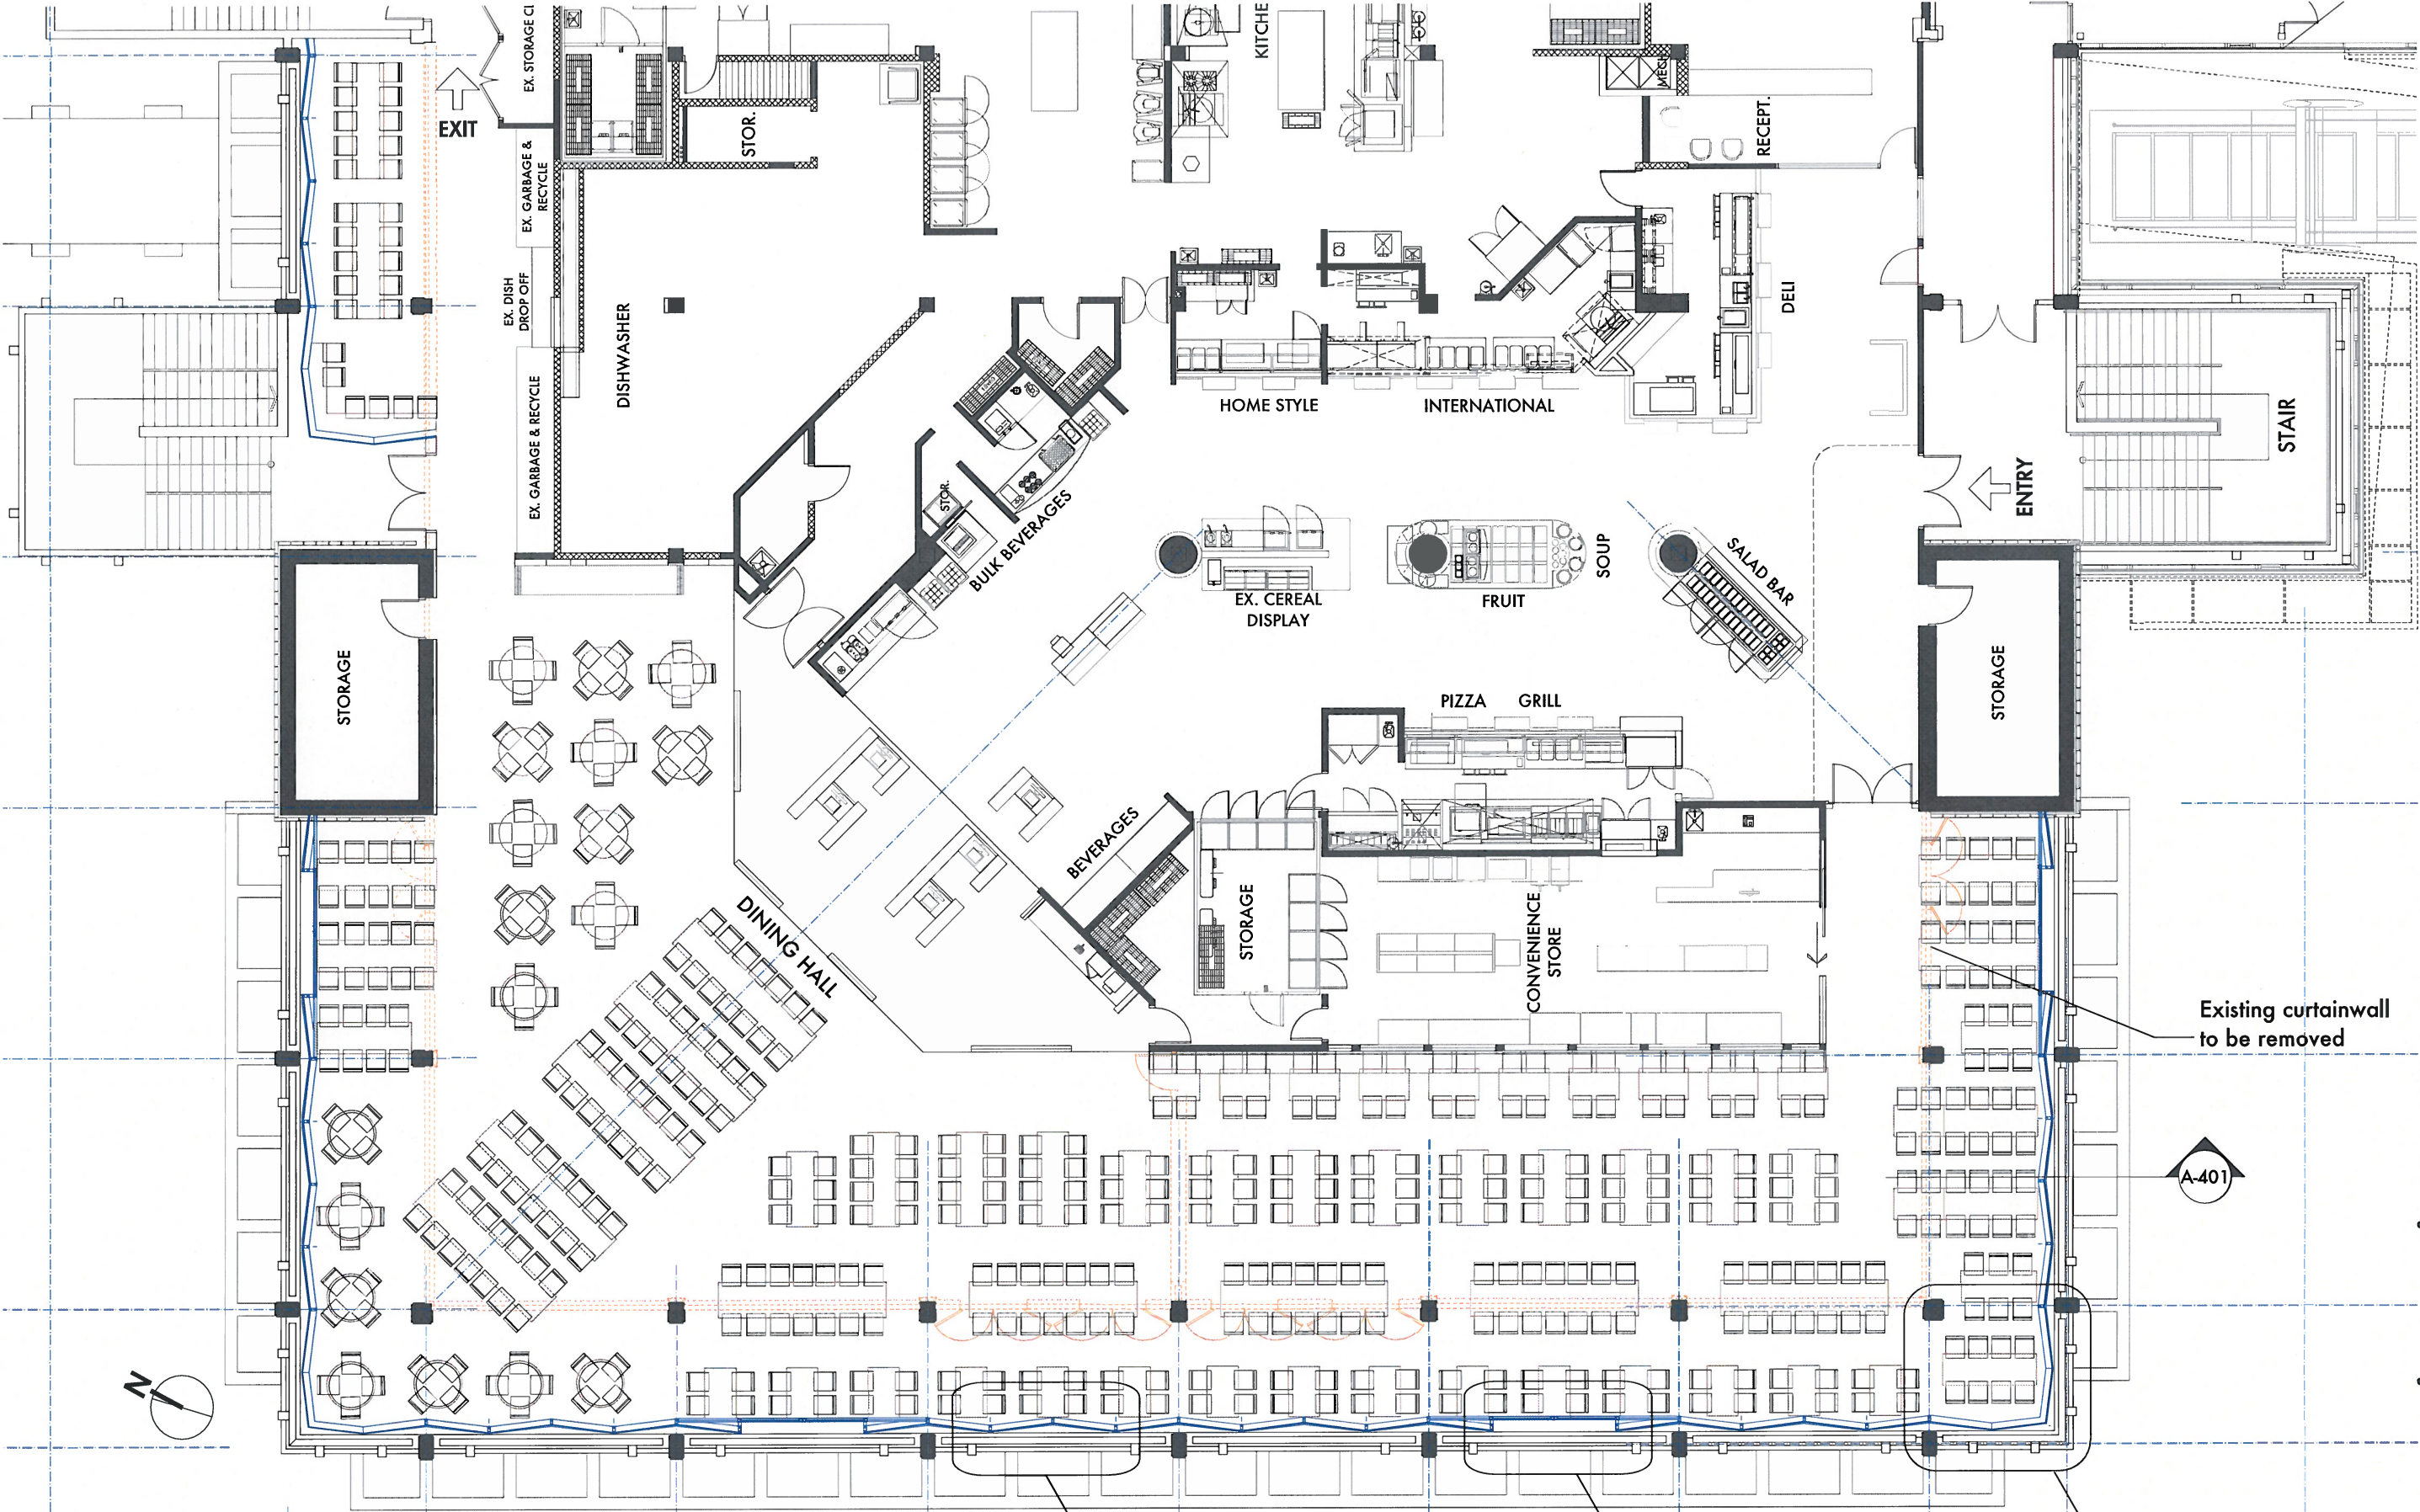 EX. STORAGE CL
KITCHE
MECH
EXIT
STOR.
RECEPT.
EX. GARBAGE &
RECYCLE
EX. DISH
DROP OFF
DISHWASHER
DELI
HOME STYLE
INTERNATIONAL
STAIR
EX. GARBAGE & RECYCLE
STOR.
ENTRY
BULK BEVERAGES
EX. CEREAL
DISPLAY
FRUIT
SOUP
SALAD BAR
STORAGE
STORAGE
PIZZA
GRILL
BEVERAGES
DINING HALL
STORAGE
CONVENIENCE
STORE
Existing curtainwall
to be removed
A-401
N